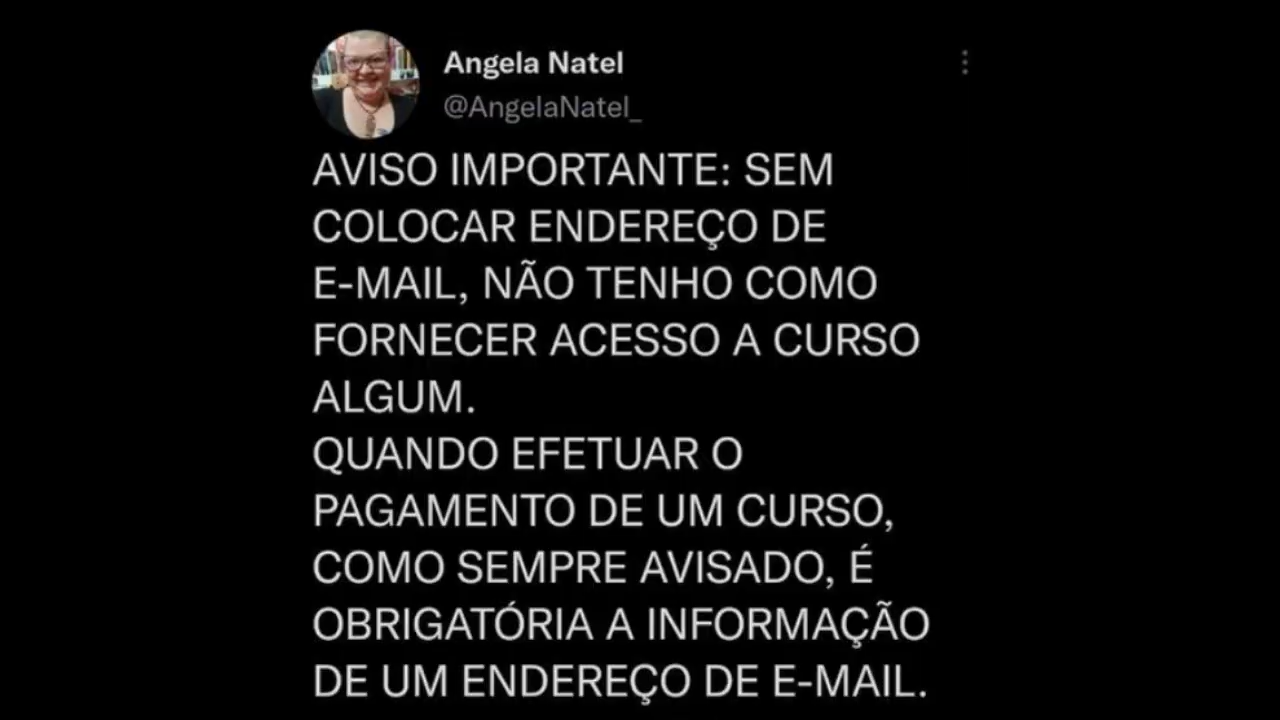 Angela Natel
@AngelaNatel_
AVISO IMPORTANTE: SEM
COLOCAR ENDEREÇO DE
E-MAIL, NÃO TENHO COMO
FORNECER ACESSO A CURSO
ALGUM.
QUANDO EFETUAR O
PAGAMENTO DE UM CURSO,
COMO SEMPRE AVISADO, É
OBRIGATÓRIA A INFORMAÇÃO
DE UM ENDEREÇO DE E-MAIL.